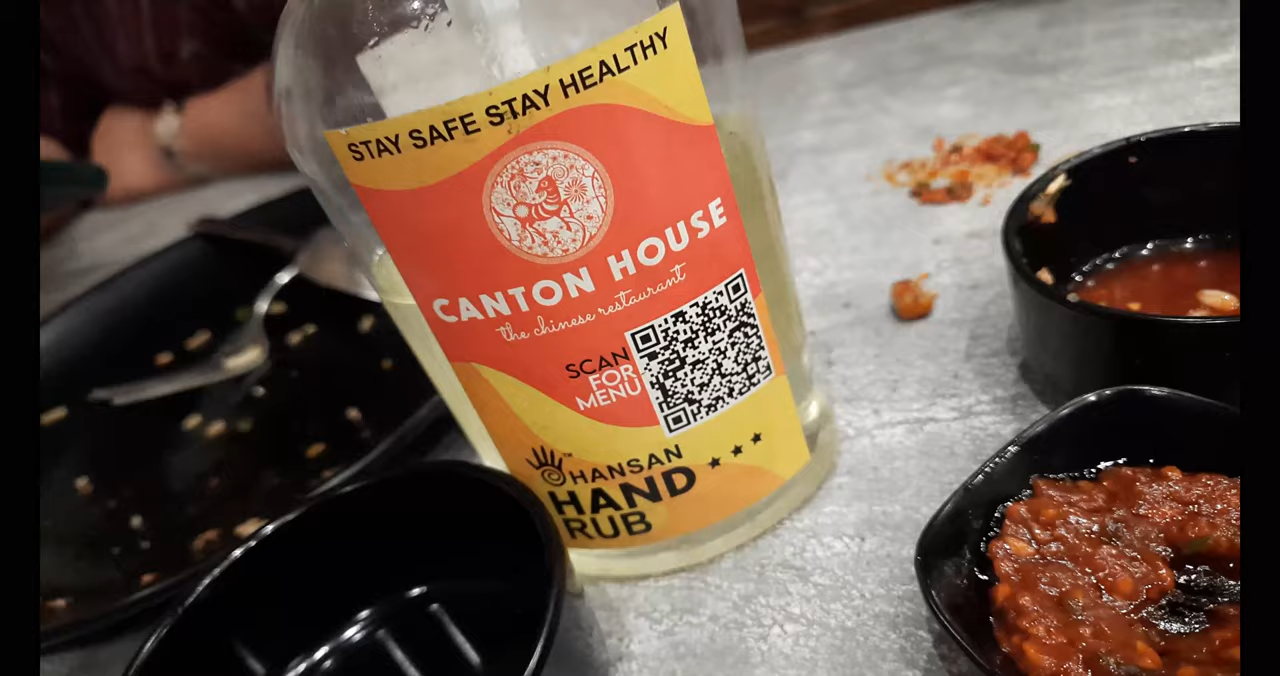 STAY SAFE STAY HEALTHY
CANTON HOUSE
the chinese restaurant
SCAN
FOR
MENU
HANSAN
HAND
RUB